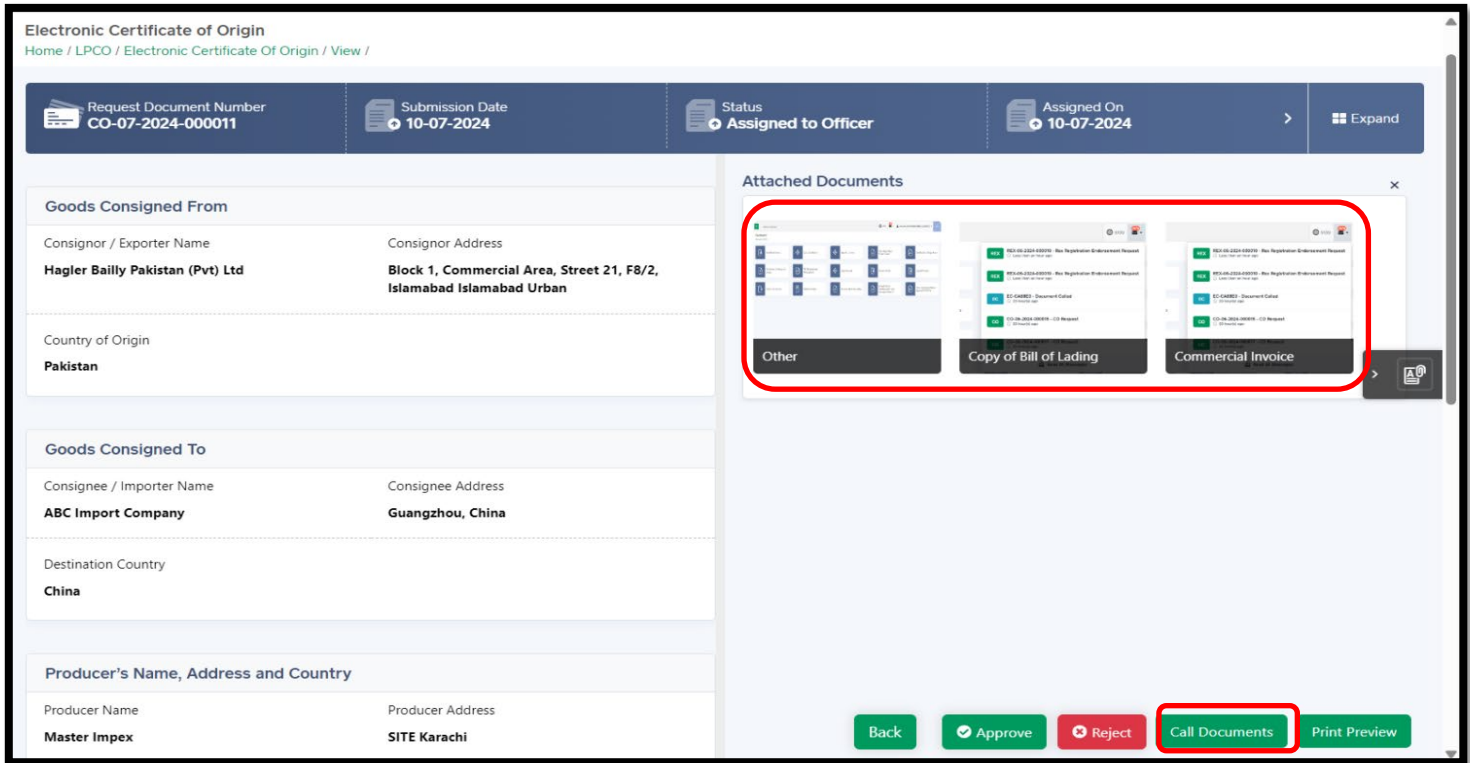 Electronic Certificate of Origin
Home / LPCO / Electronic Certificate Of Origin / View /
Request Document Number
CO-07-2024-000011
Submission Date
10-07-2024
Status
Assigned to Officer
Assigned On
10-07-2024
Expand
Goods Consigned From
Consignor / Exporter Name
Hagler Bailly Pakistan (Pvt) Ltd
Consignor Address
Block 1, Commercial Area, Street 21, F8/2,
Islamabad Islamabad Urban
Country of Origin
Pakistan
Goods Consigned To
Consignee / Importer Name
ABC Import Company
Consignee Address
Guangzhou, China
Destination Country
China
Producer's Name, Address and Country
Producer Name
Master Impex
Producer Address
SITE Karachi
Attached Documents
Other
Copy of Bill of Lading
Commercial Invoice
Back
Approve
Reject
Call Documents
Print Preview